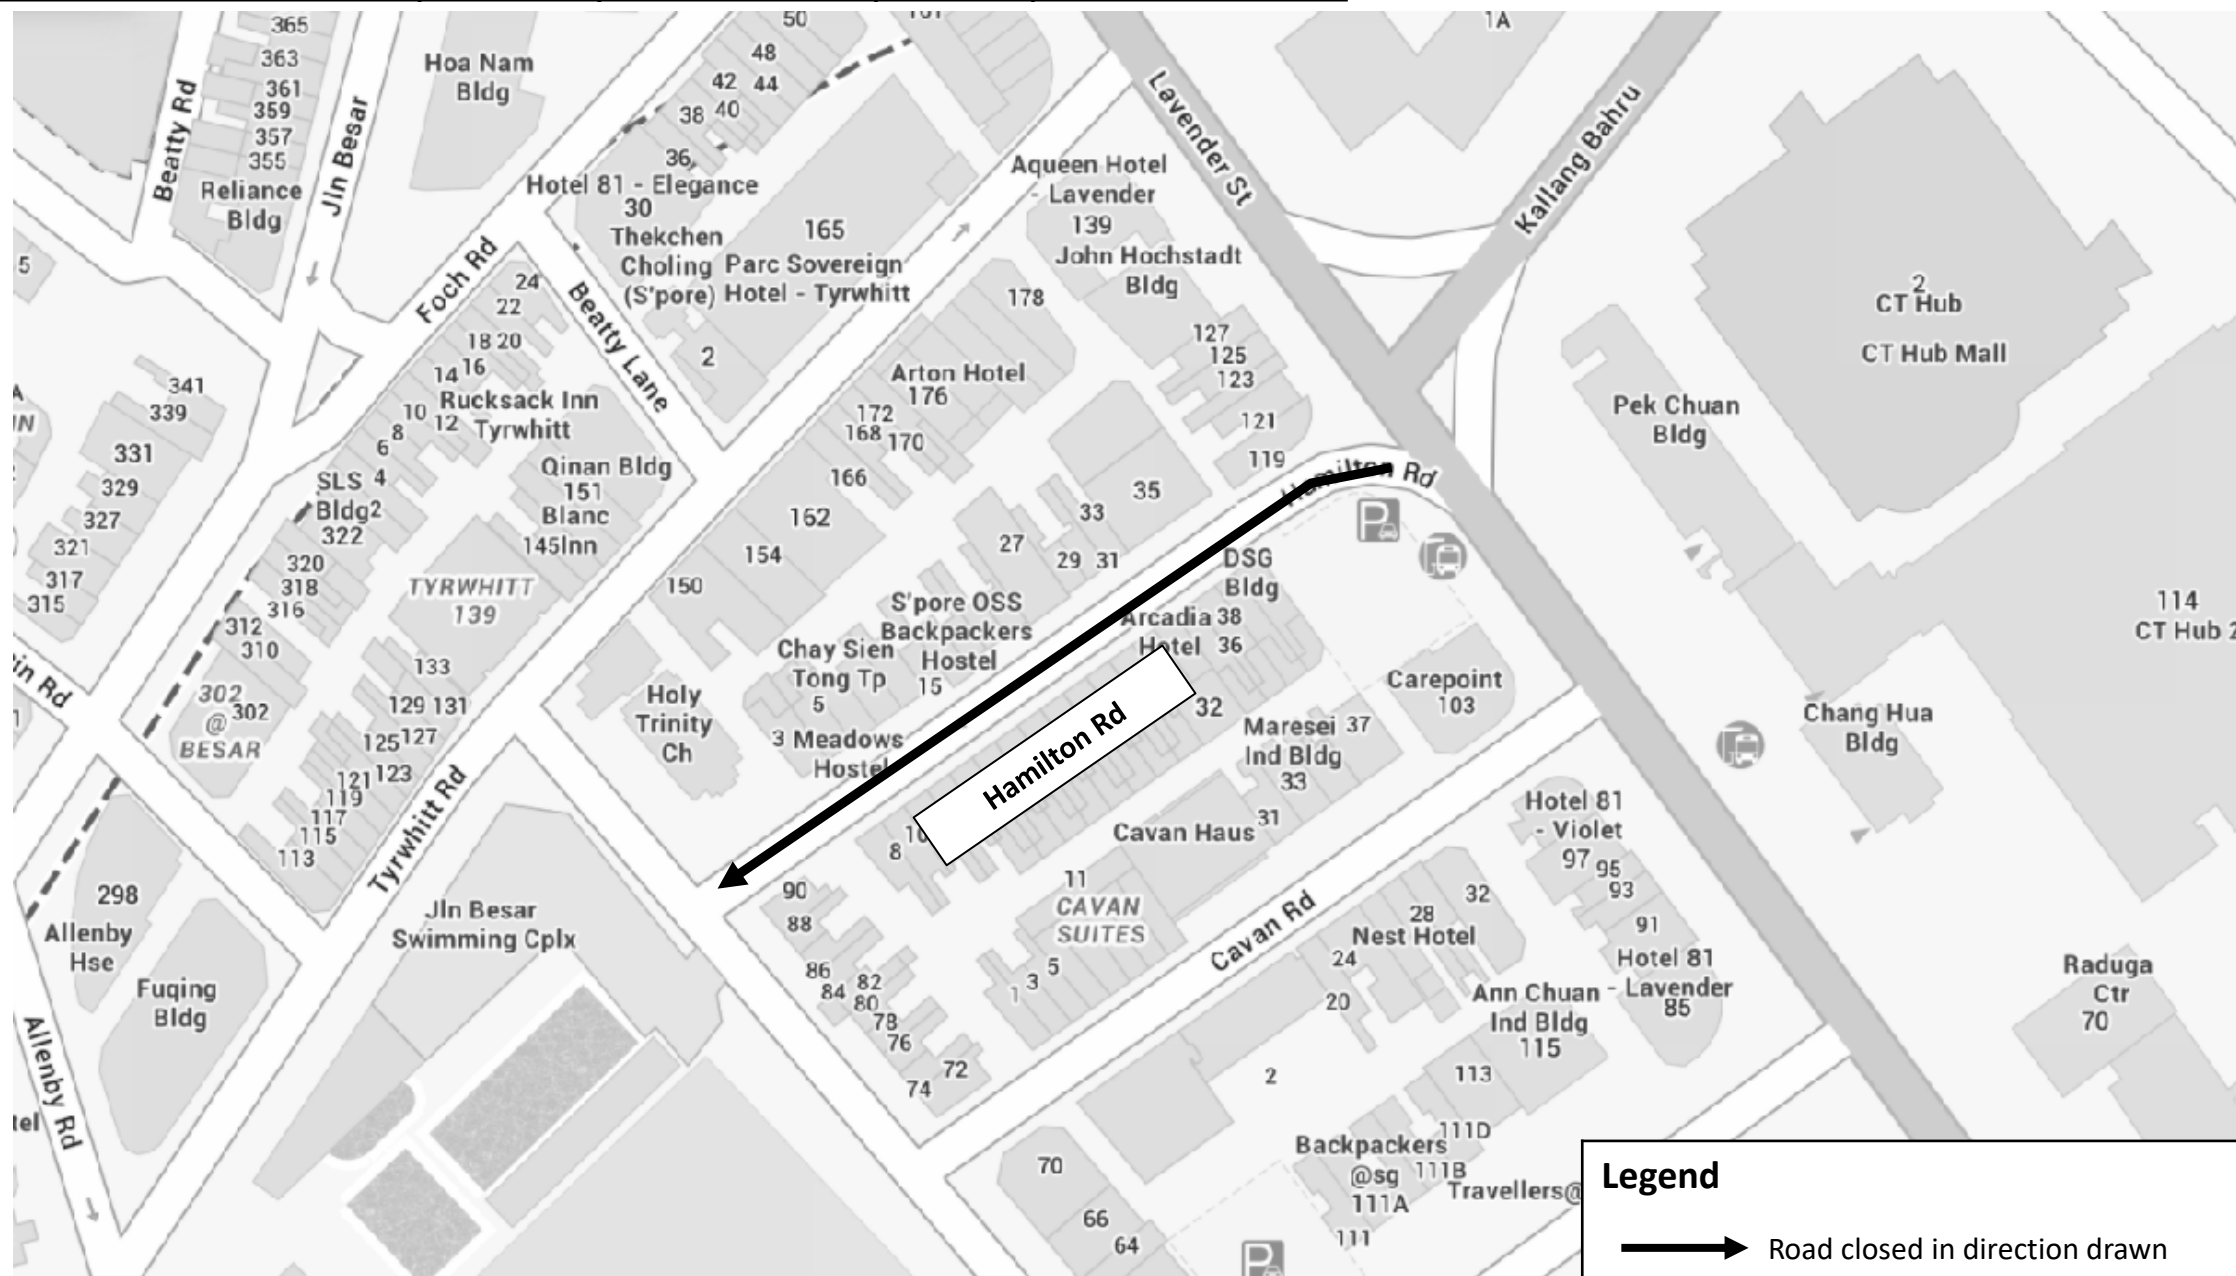 365
363
361
359
357
355
Reliance
Bldg
Beatty Rd
Jln Besar
Hoa Nam
Bldg
50
48
42
44
38
40
36
Hotel 81 - Elegance
30
Thekchen
Choling
(S'pore)
165
Parc Sovereign
Hotel - Tyrwhitt
2
Foch Rd
Beatty Lane
24
22
18 20
14 16
Rucksack Inn
Tyrwhitt
10
12
8
6
4
SLS
Bldg
2
322
320
318
316
312
310
302
@
BESAR
302
Qinan Bldg
151
Blanc
145Inn
TYRWHITT
139
133
129 131
125 127
121 123
119
117
115
113
Tyrwhitt Rd
5
341
339
331
329
327
321
317
315
298
Allenby
Hse
Fuqing
Bldg
Allenby Rd
Jln Besar
Swimming Cplx
Lavender St
Kallang Bahru
1A
Aqueen Hotel
- Lavender
139
John Hochstadt
Bldg
178
127
125
123
121
119
Arton Hotel
176
172
168
170
166
162
154
150
35
33
27
29 31
S'pore OSS
Backpackers
Hostel
15
Chay Sien
Tong Tp
5
3 Meadows
Hostel
Holy
Trinity
Ch
Hamilton Rd
P
DSG
Bldg
Arcadia 38
Hotel 36
32
Hamilton Rd
8
10
90
88
86
84
82
80
78
76
74
72
11
CAVAN
SUITES
5
3
1
Cavan Haus 31
Maresei 37
Ind Bldg
33
Carepoint
103
Cavan Rd
CT Hub
2
CT Hub Mall
Pek Chuan
Bldg
114
CT Hub 2
Chang Hua
Bldg
Hotel 81
- Violet
97
95
93
91
Hotel 81
- Lavender
85
32
28
Nest Hotel
24
20
2
Ann Chuan
Ind Bldg
115
113
111D
Backpackers
@sg
111B
111A
111
Travellers@
70
66
64
P
Raduga
Ctr
70
Legend
Road closed in direction drawn